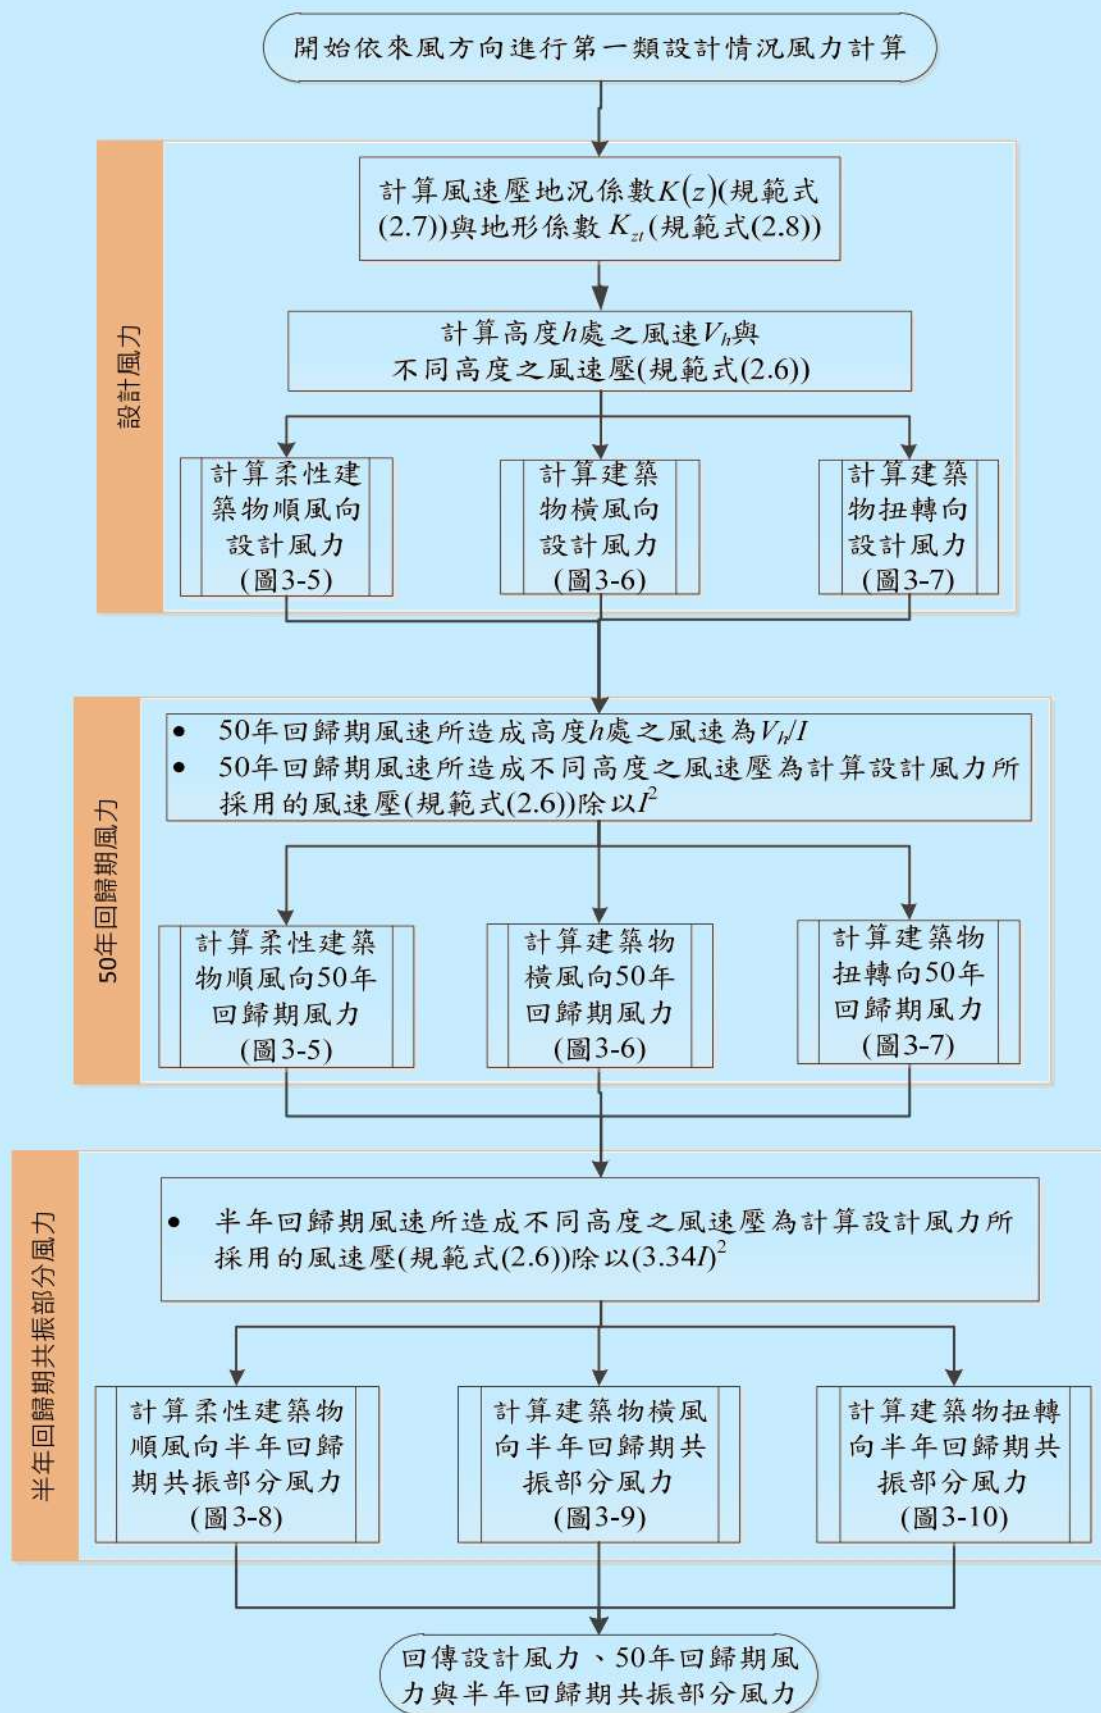 開始依來風方向進行第一類設計情況風力計算
設計風力
計算風速壓地況係數K(z)(規範式
(2.7))與地形係數 K_{zt}(規範式(2.8))
計算高度h處之風速V_h與
不同高度之風速壓(規範式(2.6))
計算柔性建
築物順風向
設計風力
(圖3-5)
計算建築
物橫風向
設計風力
(圖3-6)
計算建築
物扭轉向
設計風力
(圖3-7)
50年回歸期風力
• 50年回歸期風速所造成高度h處之風速為V_h/I
• 50年回歸期風速所造成不同高度之風速壓為計算設計風力所
採用的風速壓(規範式(2.6))除以I²
計算柔性建築
物順風向50年
回歸期風力
(圖3-5)
計算建築物
橫風向50年
回歸期風力
(圖3-6)
計算建築物
扭轉向50年
回歸期風力
(圖3-7)
半年回歸期共振部分風力
• 半年回歸期風速所造成不同高度之風速壓為計算設計風力所
採用的風速壓(規範式(2.6))除以(3.34I)²
計算柔性建築物
順風向半年回歸
期共振部分風力
(圖3-8)
計算建築物橫風
向半年回歸期共
振部分風力
(圖3-9)
計算建築物扭轉
向半年回歸期共
振部分風力
(圖3-10)
回傳設計風力、50年回歸期風
力與半年回歸期共振部分風力